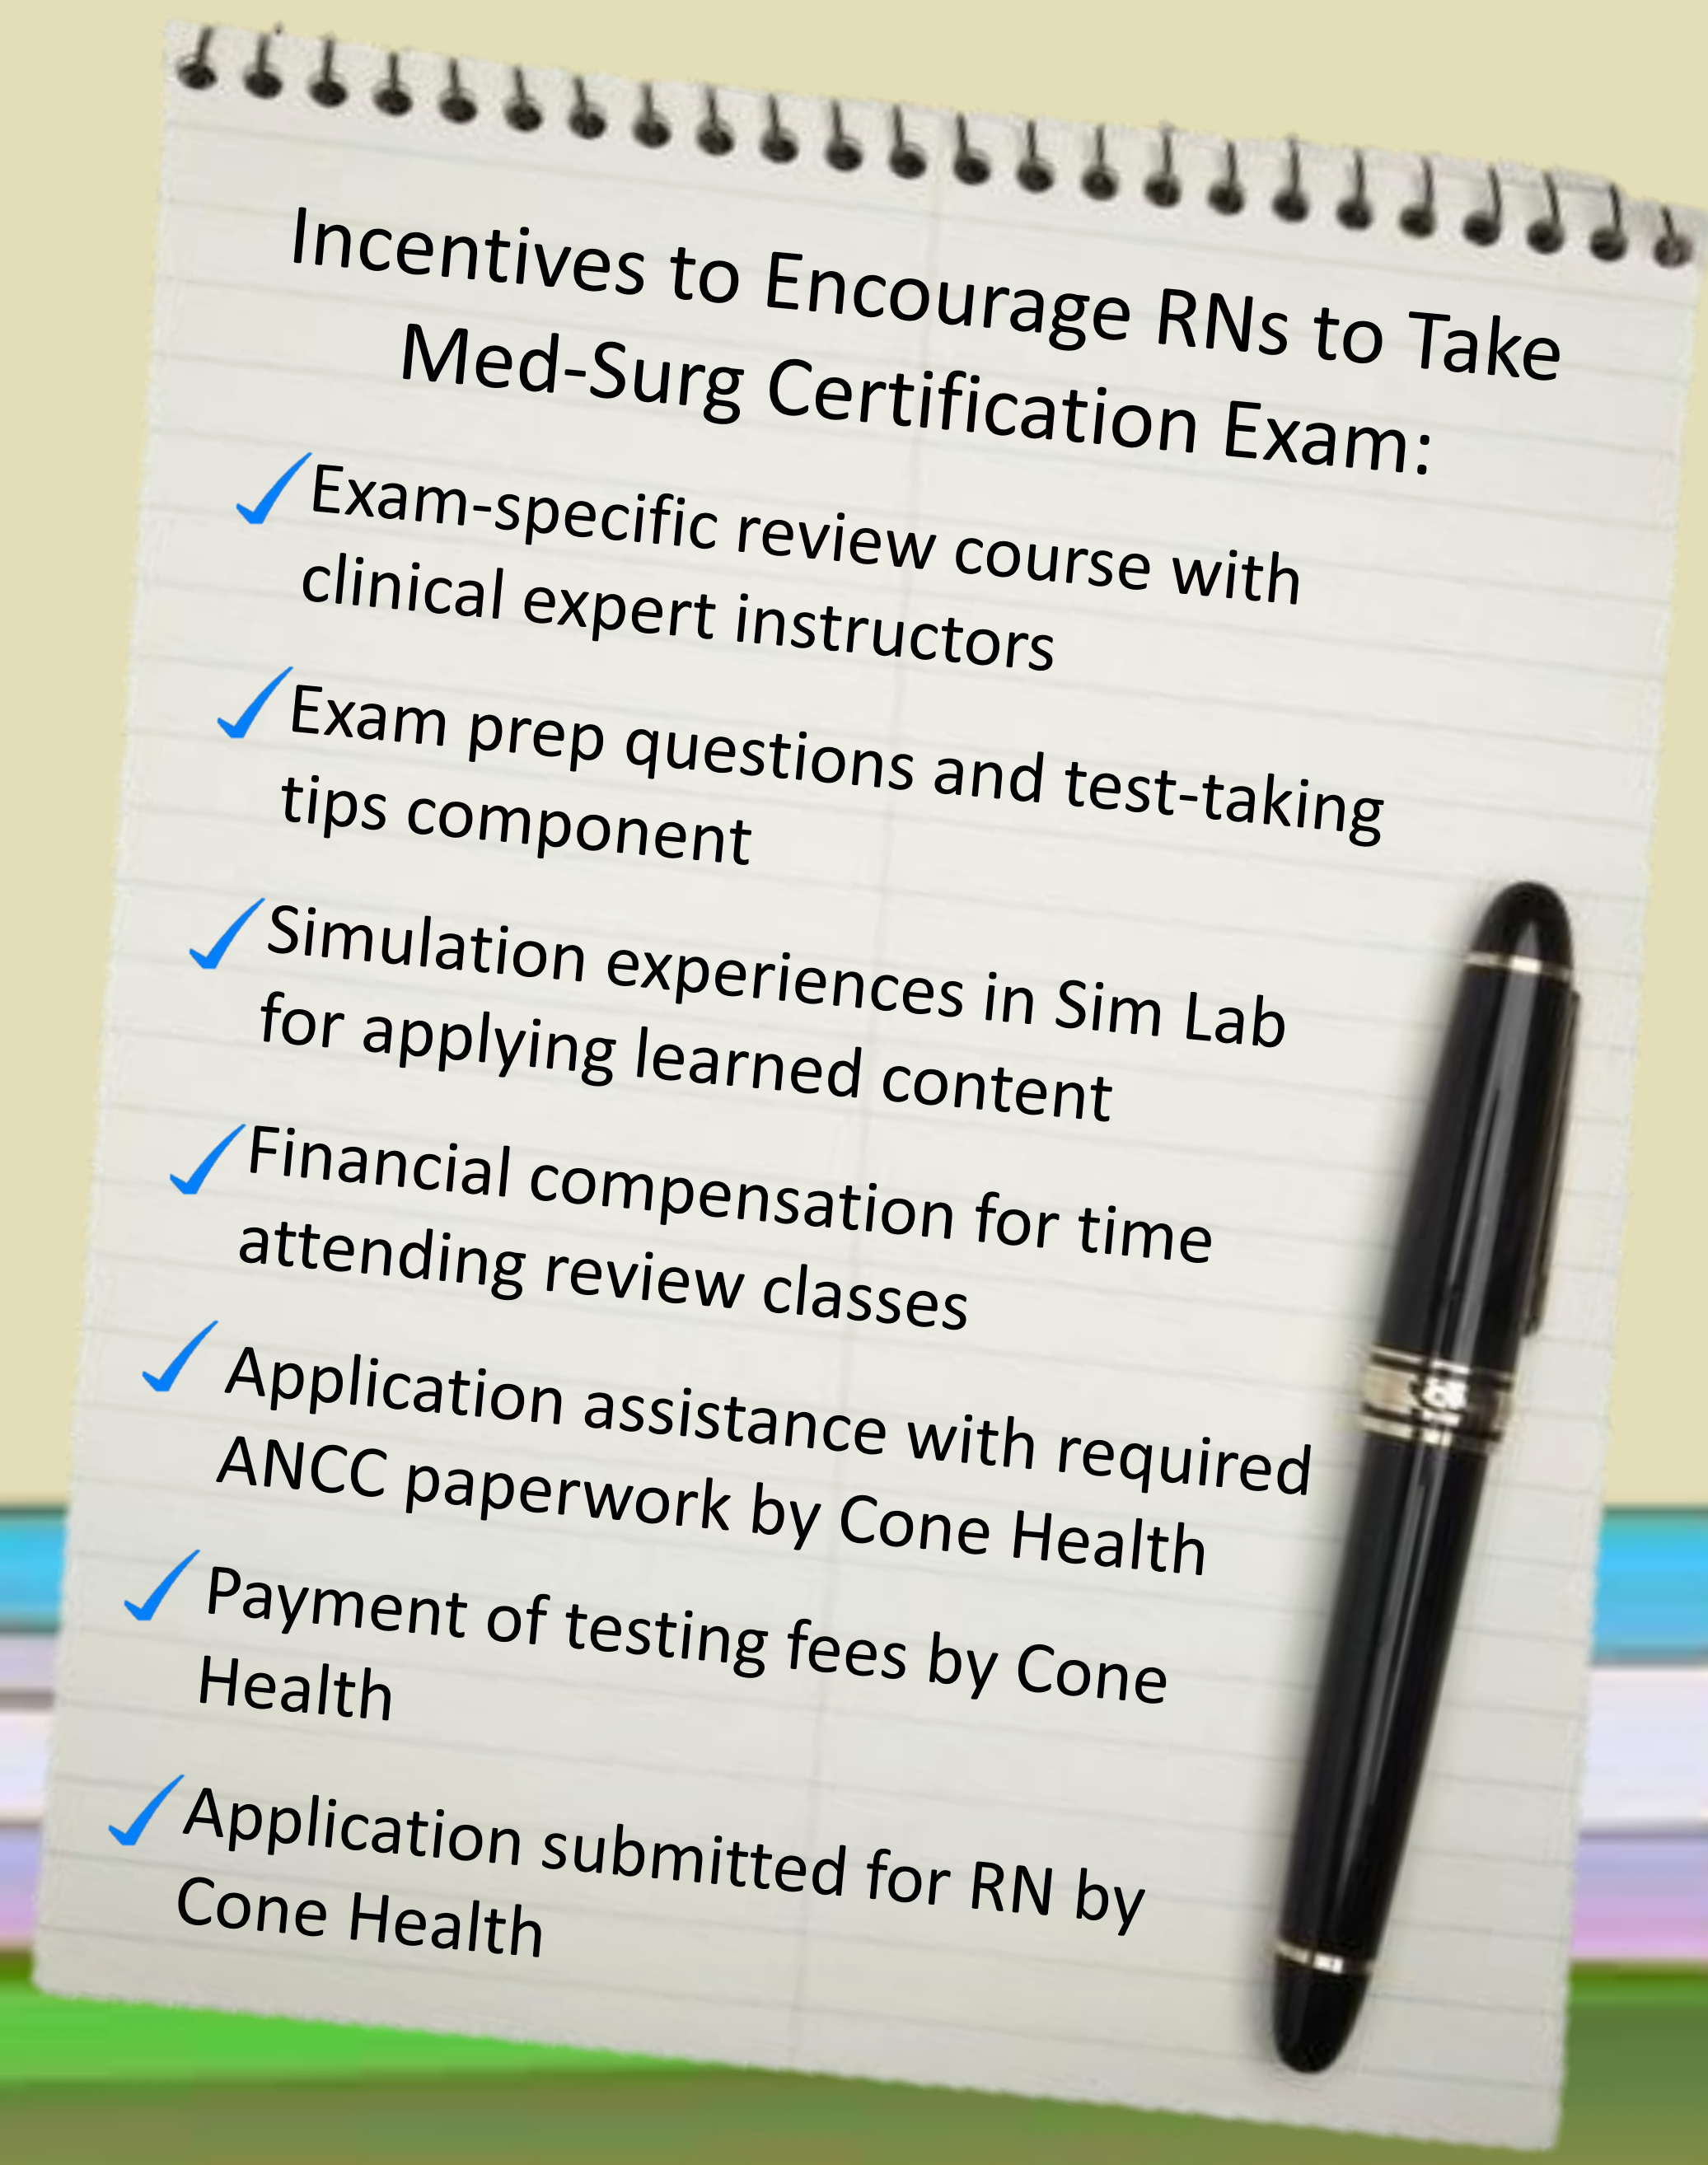 Incentives to Encourage RNs to Take
Med-Surg Certification Exam:
Exam-specific review course with
clinical expert instructors
Exam prep questions and test-taking
tips component
Simulation experiences in Sim Lab
for applying learned content
Financial compensation for time
attending review classes
Application assistance with required
ANCC paperwork by Cone Health
Payment of testing fees by Cone
Health
Application submitted for RN by
Cone Health